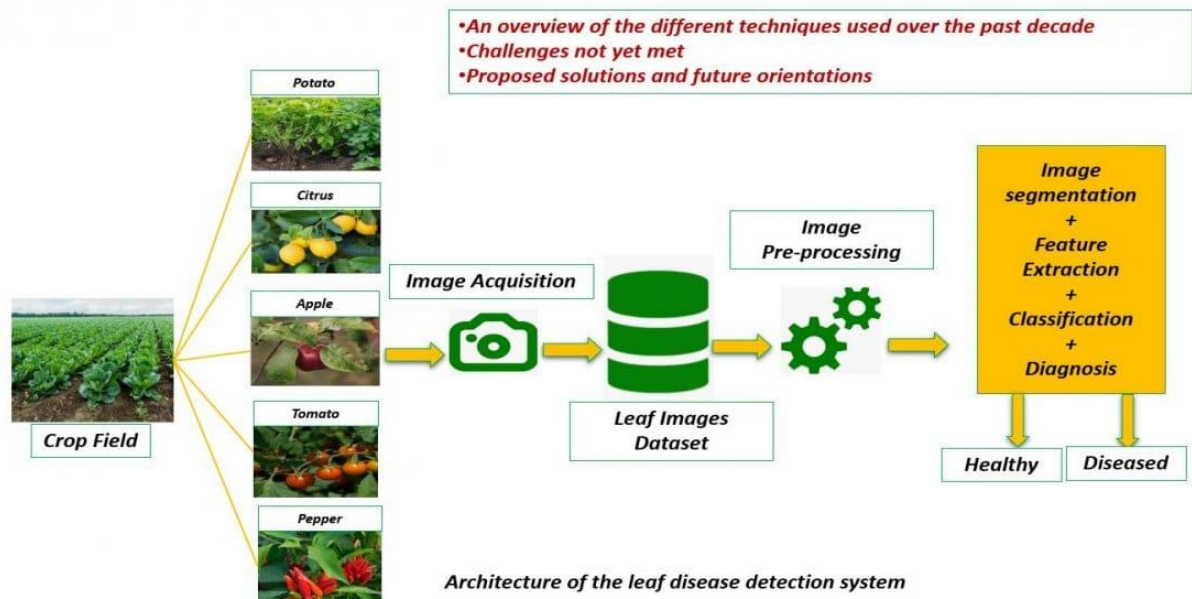 •An overview of the different techniques used over the past decade
•Challenges not yet met
•Proposed solutions and future orientations
Potato
Citrus
Apple
Tomato
Pepper
Crop Field
Image Acquisition
Leaf Images
Dataset
Image
Pre-processing
Image
segmentation
+
Feature
Extraction
+
Classification
+
Diagnosis
Healthy
Diseased
Architecture of the leaf disease detection system